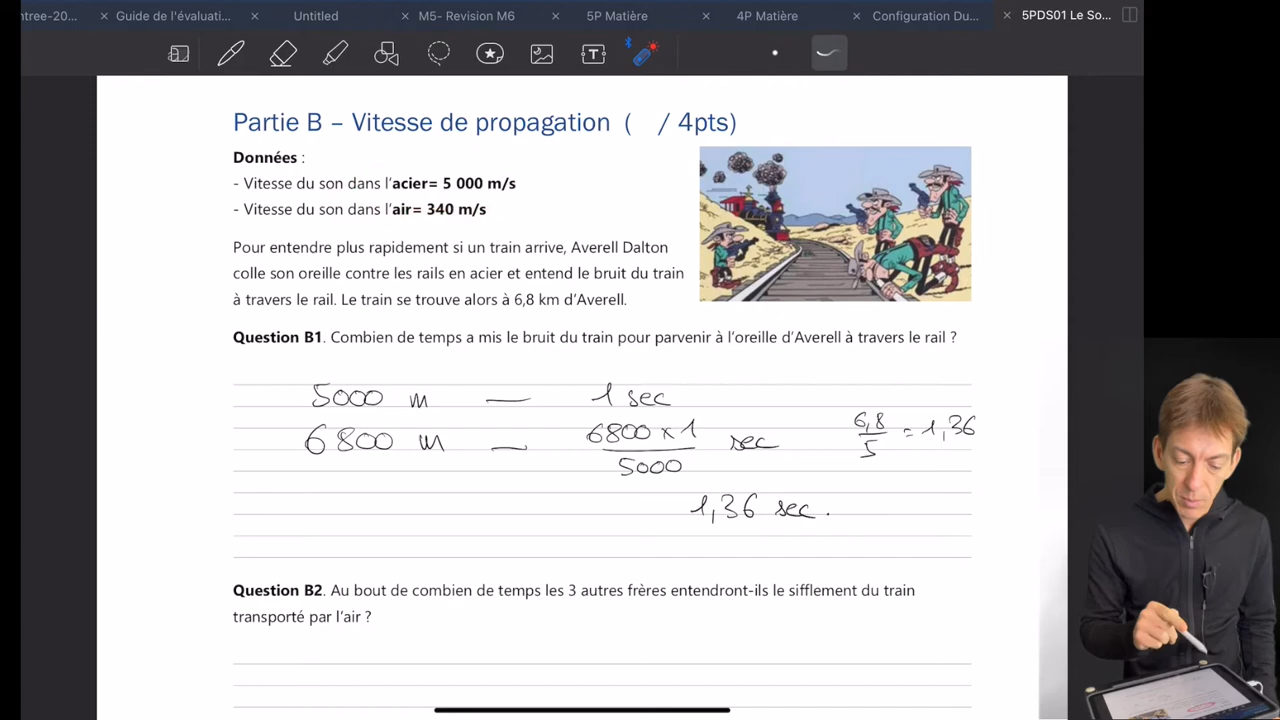 ntree-20...
Guide de l'évaluati...
Untitled
M5- Revision M6
5P Matière
4P Matière
Configuration Du...
5PDS01 Le So...
Partie B – Vitesse de propagation ( / 4pts)
Données :
- Vitesse du son dans l'acier= 5 000 m/s
- Vitesse du son dans l'air= 340 m/s
Pour entendre plus rapidement si un train arrive, Averell Dalton
colle son oreille contre les rails en acier et entend le bruit du train
à travers le rail. Le train se trouve alors à 6,8 km d'Averell.
Question B1. Combien de temps a mis le bruit du train pour parvenir à l'oreille d'Averell à travers le rail ?
5000 m — 1 sec
6800 m — 6800 x 1 / 5000 sec
6,8 / 5 = 1,36
1,36 sec.
Question B2. Au bout de combien de temps les 3 autres frères entendront-ils le sifflement du train
transporté par l'air ?